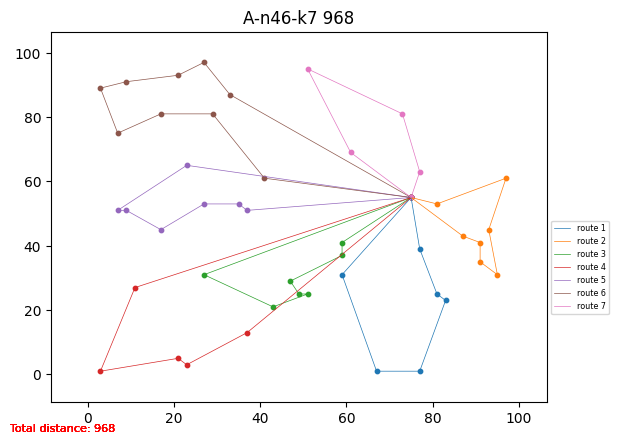 A-n46-k7 968
100
80
60
40
20
0
0 20 40 60 80 100
route 1
route 2
route 3
route 4
route 5
route 6
route 7
Total distance: 968